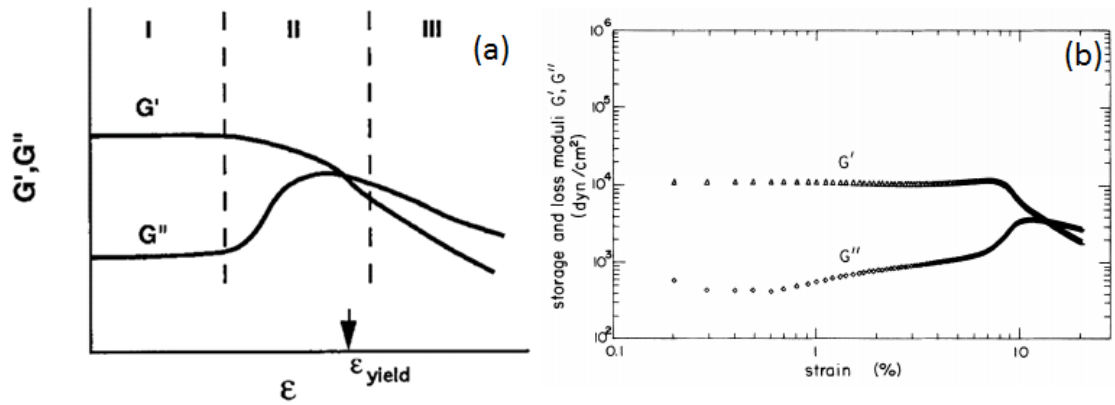 I II III (a)
G'
G',G"
G"
ε yield
ε
(b)
10^6
10^5
10^4
10^3
10^2
storage and loss moduli G', G"
(dyn/cm²)
G'
G"
0.1 1 10
strain (%)